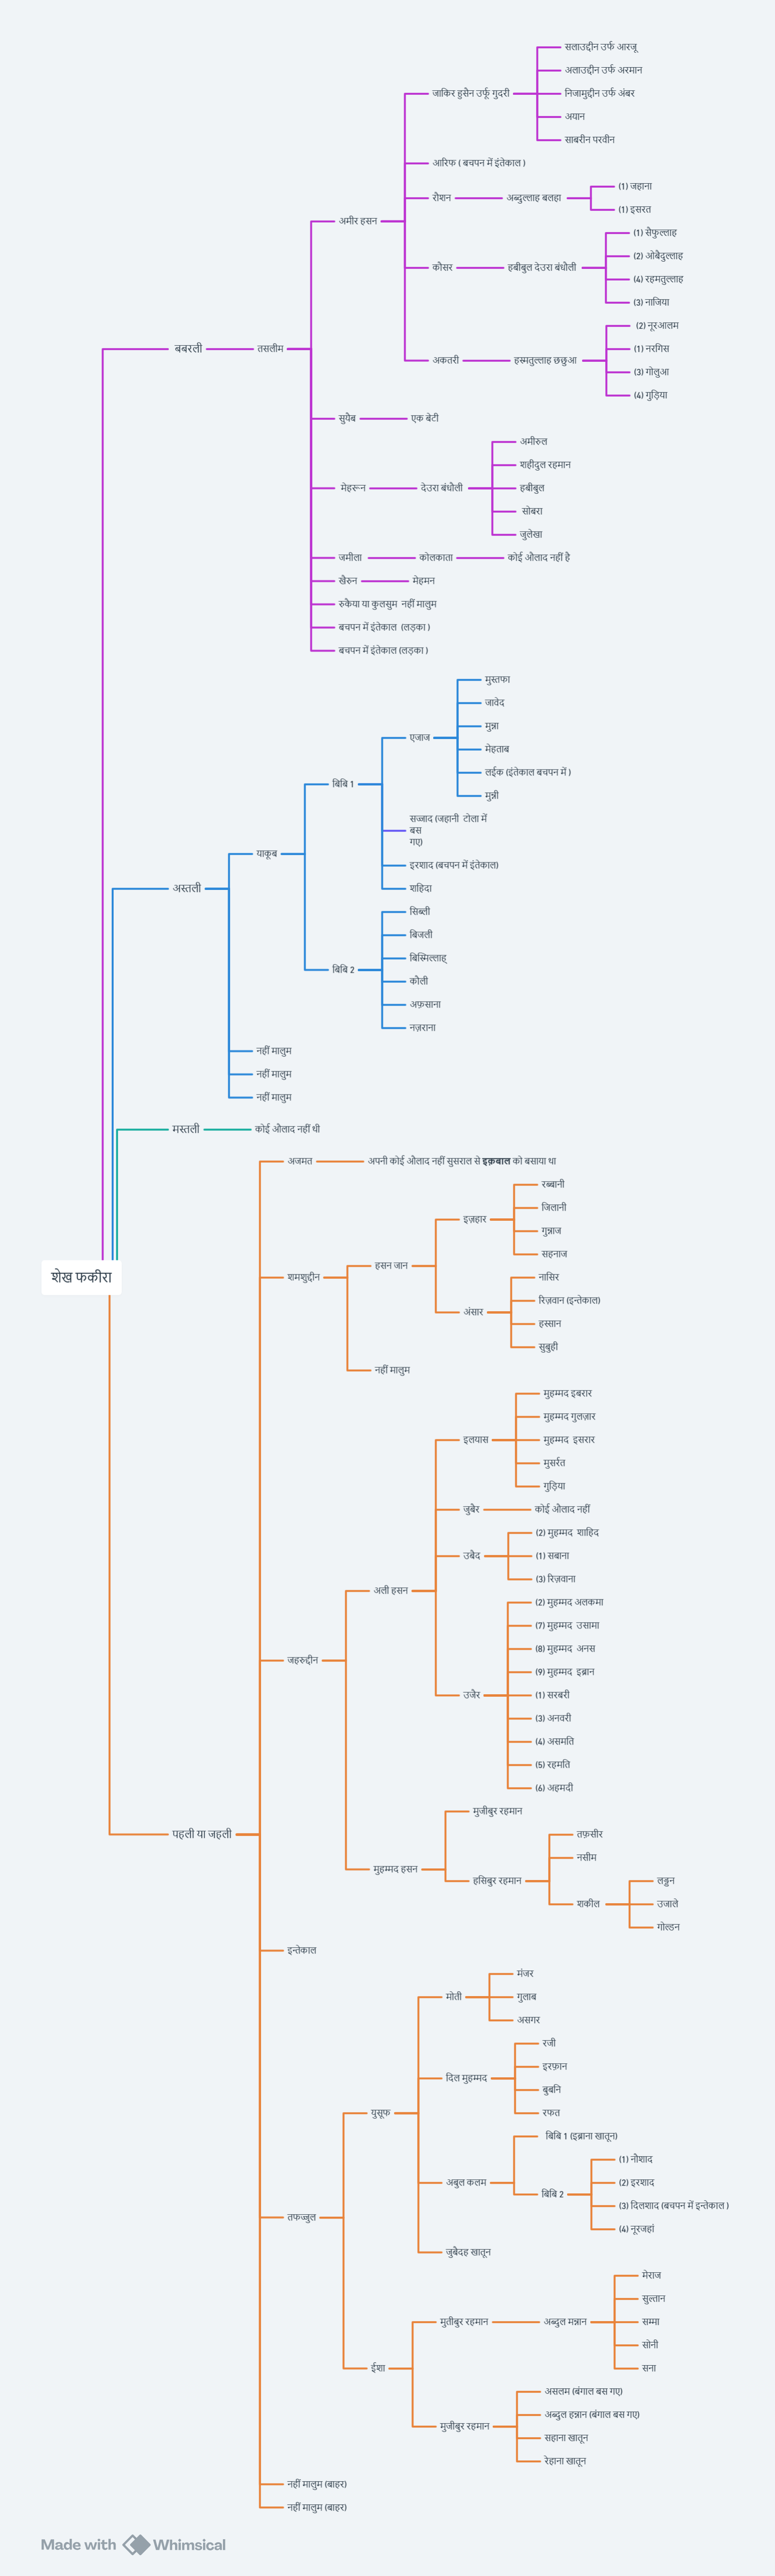 सलाउद्दीन उर्फ आरजू
अलाउद्दीन उर्फ अरमान
जाकिर हुसैन उर्फू गुदरी
निजामुद्दीन उर्फ अंबर
अयान
साबरीन परवीन
आरिफ ( बचपन में इंतेकाल )
(1) जहाना
रौशन
अब्दुल्लाह बलहा
(1) इसरत
अमीर हसन
(1) सैफुल्लाह
(2) ओबैदुल्लाह
कौसर
हबीबुल देउरा बंधौली
(4) रहमतुल्लाह
(3) नाजिया
(2) नूरआलम
बबरली
तसलीम
(1) नरगिस
अकतरी
हस्मतुल्लाह छछुआ
(3) गोलुआ
(4) गुड़िया
सुयैब
एक बेटी
अमीरुल
शहीदुल रहमान
मेहरून
देउरा बंधौली
हबीबुल
सोबरा
जुलेखा
जमीला
कोलकाता
कोई औलाद नहीं है
खैरुन
मेहमन
रुकैया या कुलसुम नहीं मालुम
बचपन में इंतेकाल (लड़का )
बचपन में इंतेकाल (लड़का )
मुस्तफा
जावेद
मुन्ना
एजाज
मेहताब
लईक (इंतेकाल बचपन में )
बिबि 1
मुन्नी
सज्जाद (जहानी टोला में
बस
गए)
याकूब
इरशाद (बचपन में इंतेकाल)
अस्तली
शहिदा
सिब्ली
बिजली
बिस्मिल्लाह्
बिबि 2
कौली
अफ़साना
नज़राना
नहीं मालुम
नहीं मालुम
नहीं मालुम
मस्तली
कोई औलाद नहीं थी
अजमत
अपनी कोई औलाद नहीं सुसराल से इक़बाल को बसाया था
रब्बानी
जिलानी
इज़हार
गुन्नाज
सहनाज
हसन जान
शेख फकीरा
शमशुद्दीन
नासिर
रिज़वान (इन्तेकाल)
अंसार
हस्सान
सुबुही
नहीं मालुम
मुहम्मद इबरार
मुहम्मद गुलज़ार
इलयास
मुहम्मद इसरार
मुसर्रत
गुड़िया
जुबैर
कोई औलाद नहीं
(2) मुहम्मद शाहिद
उबैद
(1) सबाना
(3) रिज़वाना
अली हसन
(2) मुहम्मद अलकमा
(7) मुहम्मद उसामा
(8) मुहम्मद अनस
जहरुद्दीन
(9) मुहम्मद इब्रान
उजैर
(1) सरबरी
(3) अनवरी
(4) असमति
(5) रहमति
(6) अहमदी
मुजीबुर रहमान
पहली या जहली
तफ़सीर
नसीम
मुहम्मद हसन
हसिबुर रहमान
लड्डन
शकील
उजाले
गोल्डन
इन्तेकाल
मंजर
मोती
गुलाब
असगर
रजी
इरफ़ान
दिल मुहम्मद
बुबनि
युसूफ
रफत
बिबि 1 (इब्राना खातून)
(1) नौशाद
अबुल कलम
(2) इरशाद
बिबि 2
(3) दिलशाद (बचपन में इन्तेकाल )
तफज्जुल
(4) नूरजहां
जुबैदह खातून
मेराज
सुल्तान
मुतीबुर रहमान
अब्दुल मन्नान
सम्मा
सोनी
ईशा
सना
असलम (बंगाल बस गए)
अब्दुल हन्नान (बंगाल बस गए)
मुजीबुर रहमान
सहाना खातून
रेहाना खातून
नहीं मालुम (बाहर)
नहीं मालुम (बाहर)
Made with Whimsical